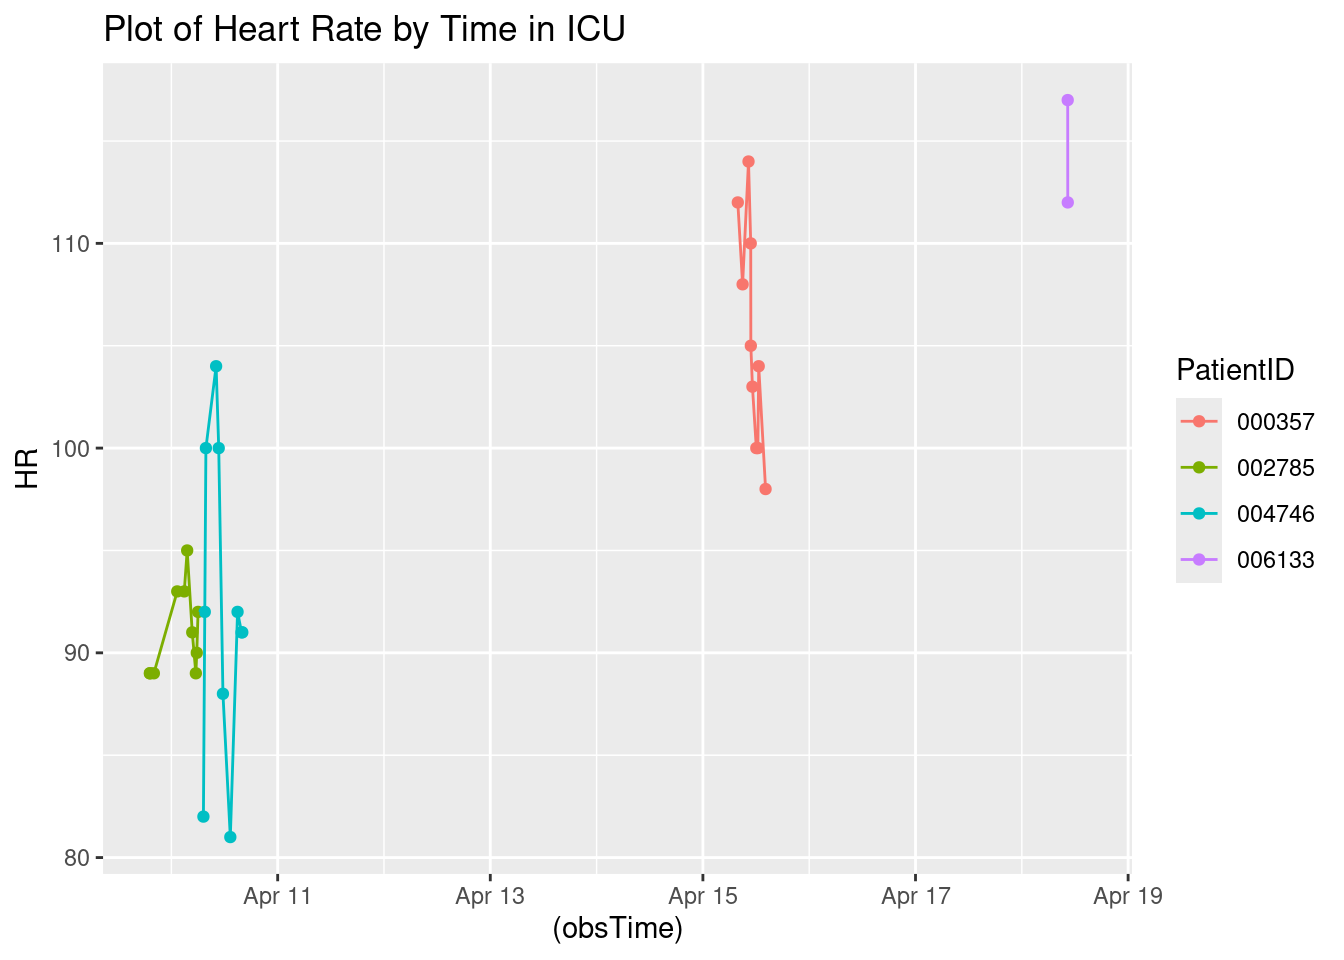 Plot of Heart Rate by Time in ICU
110
100
90
80
HR
Apr 11
Apr 13
Apr 15
Apr 17
Apr 19
(obsTime)
PatientID
000357
002785
004746
006133